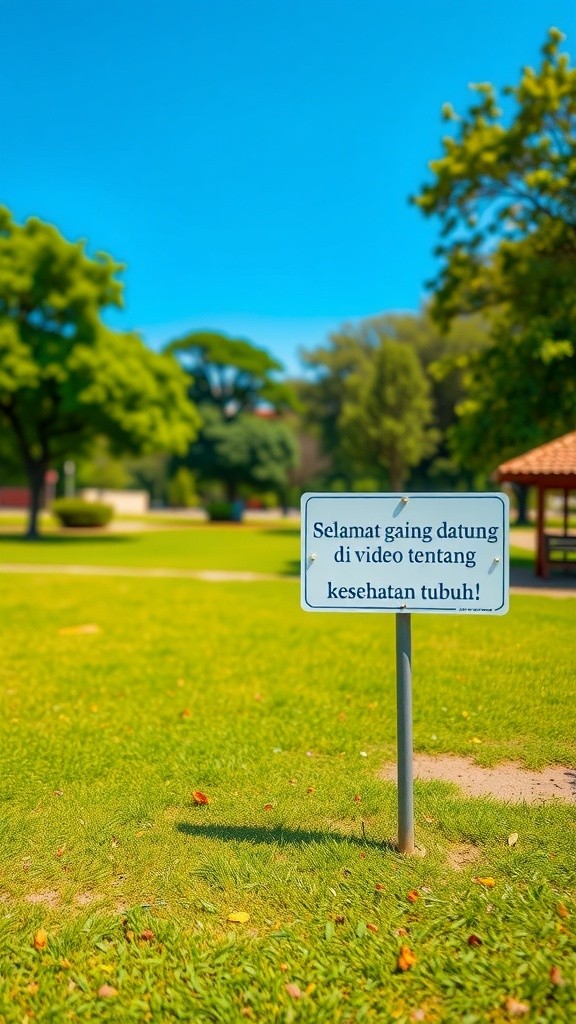 Selamat gaing datung
di video tentang
kesehatan tubuh!